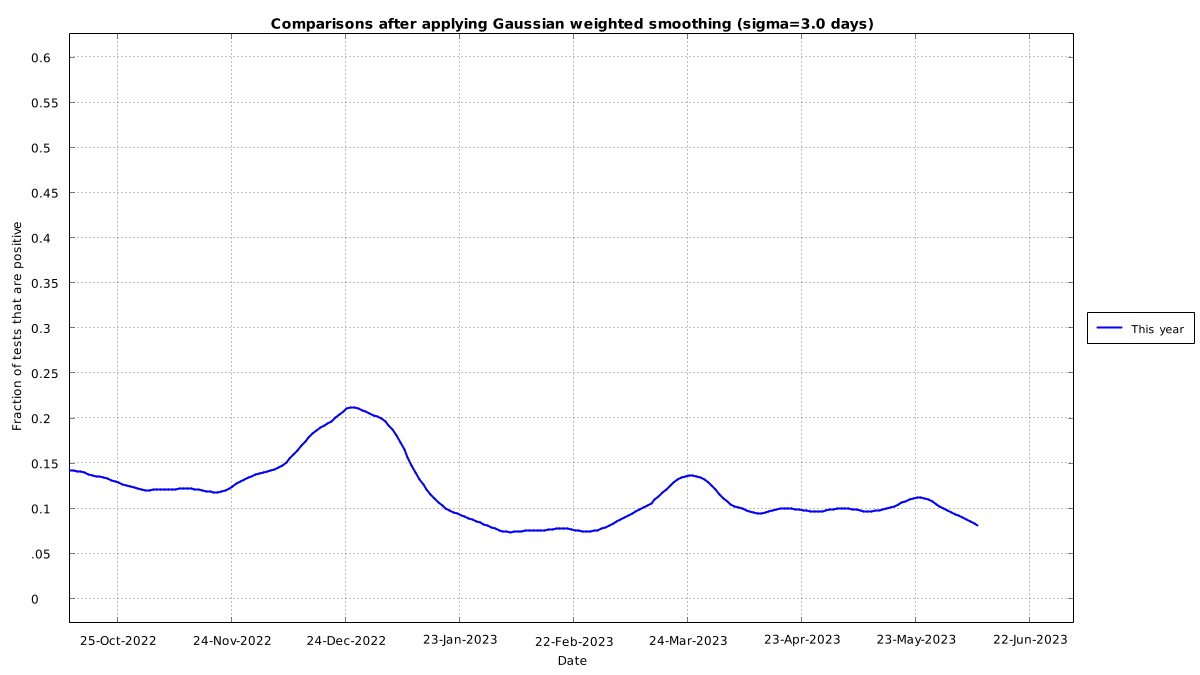 Comparisons after applying Gaussian weighted smoothing (sigma=3.0 days)
Fraction of tests that are positive
0.6
0.55
0.5
0.45
0.4
0.35
0.3
0.25
0.2
0.15
0.1
.05
0
25-Oct-2022 24-Nov-2022 24-Dec-2022 23-Jan-2023 22-Feb-2023 24-Mar-2023 23-Apr-2023 23-May-2023 22-Jun-2023
Date
This year